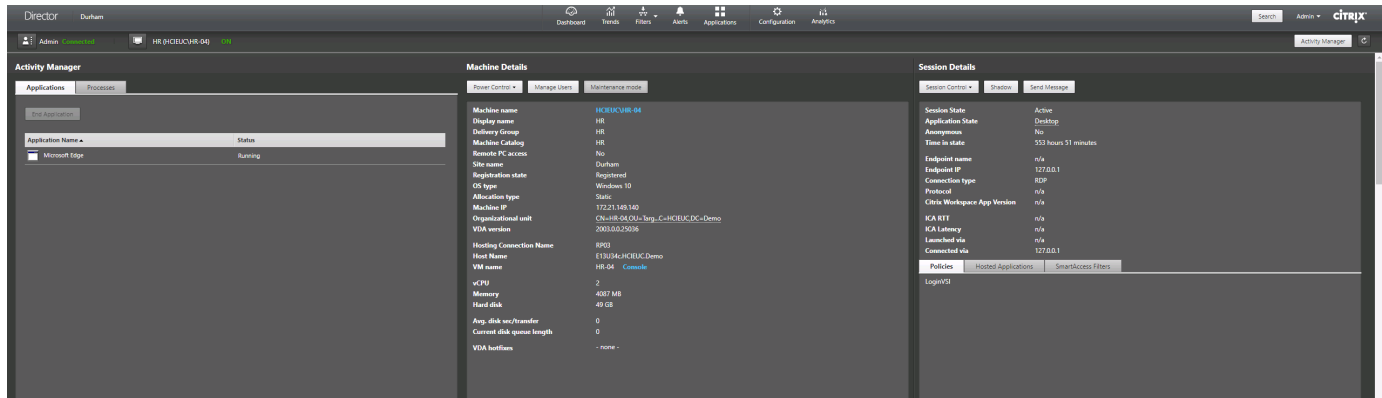 Director Durham Dashboard Trends Filters Alerts Applications Configuration Analytics Search Admin CITRIX
Admin Connected HR (HCIEUC\HR-04) ON Activity Manager
Activity Manager
Applications Processes
End Application
Application Name Status
Microsoft Edge Running
Machine Details
Power Control Manage Users Maintenance mode
Machine name HCIEUC\HR-04
Display name HR
Delivery Group HR
Machine Catalog HR
Remote PC access No
Site name Durham
Registration state Registered
OS type Windows 10
Allocation type Static
Machine IP 172.21.149.140
Organizational unit CN=HR-04,OU=Targ...C=HCIEUC,DC=Demo
VDA version 2003.0.0.25036
Hosting Connection Name RP03
Host Name E13U34c.HCIEUC.Demo
VM name HR-04 Console
vCPU 2
Memory 4087 MB
Hard disk 49 GB
Avg. disk sec/transfer 0
Current disk queue length 0
VDA hotfixes - none -
Session Details
Session Control Shadow Send Message
Session State Active
Application State Desktop
Anonymous No
Time in state 553 hours 51 minutes
Endpoint name n/a
Endpoint IP 127.0.0.1
Connection type RDP
Protocol n/a
Citrix Workspace App Version n/a
ICA RTT n/a
ICA Latency n/a
Launched via n/a
Connected via 127.0.0.1
Policies Hosted Applications SmartAccess Filters
LoginVSI